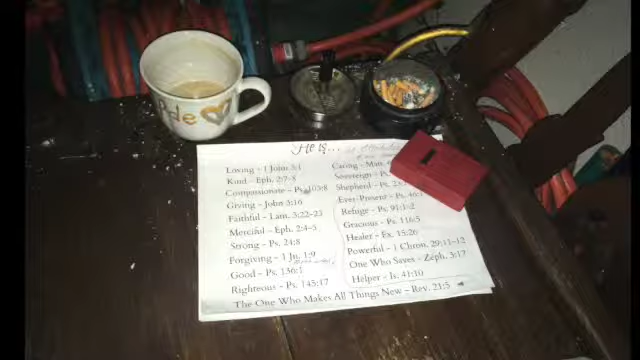 He is...
Loving - 1 John 3:1
Kind - Eph. 2:7-8
Compassionate - Ps. 103:8
Giving - John 3:16
Faithful - Lam. 3:22-23
Merciful - Eph. 2:4-5
Strong - Ps. 24:8
Forgiving - 1 Jn. 1:9
Good - Ps. 136:1
Righteous - Ps. 145:17
Caring -
Sovereign - Ps.
Shepherd - Ps.
Ever-Present - Ps.
Refuge - Ps. 91:1-2
Gracious - Ps. 116:5
Healer - Ex. 15:26
Powerful - 1 Chron. 29:11-12
One Who Saves - Zeph. 3:17
Helper - Is. 41:10
The One Who Makes All Things New - Rev. 21:5